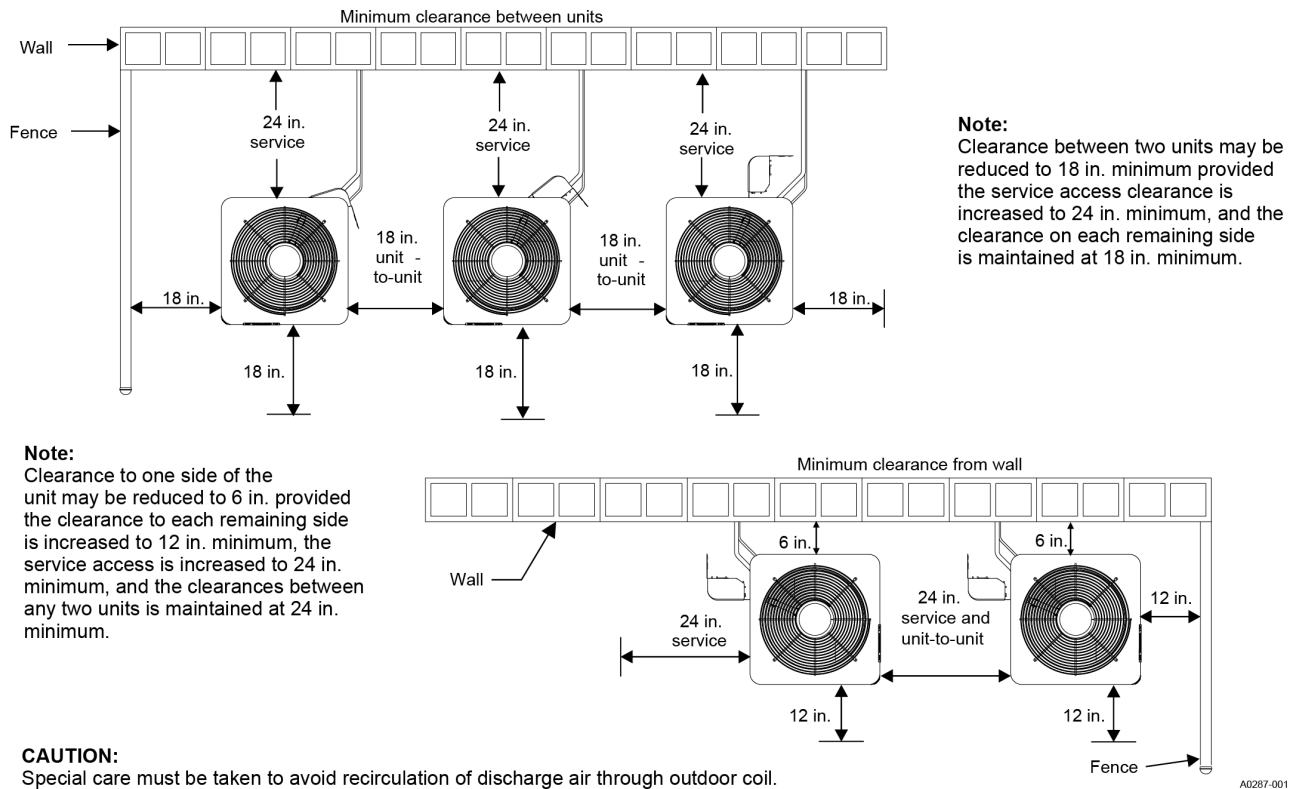 Minimum clearance between units
Wall
Fence
24 in.
service
24 in.
service
24 in.
service
18 in.
unit -
to-unit
18 in.
unit -
to-unit
18 in.
18 in.
18 in.
18 in.
18 in.
Note:
Clearance between two units may be
reduced to 18 in. minimum provided
the service access clearance is
increased to 24 in. minimum, and the
clearance on each remaining side
is maintained at 18 in. minimum.
Note:
Clearance to one side of the
unit may be reduced to 6 in. provided
the clearance to each remaining side
is increased to 12 in. minimum, the
service access is increased to 24 in.
minimum, and the clearances between
any two units is maintained at 24 in.
minimum.
Minimum clearance from wall
Wall
6 in.
6 in.
24 in.
service
24 in.
service and
unit-to-unit
12 in.
12 in.
12 in.
Fence
CAUTION:
Special care must be taken to avoid recirculation of discharge air through outdoor coil.
A0287-001